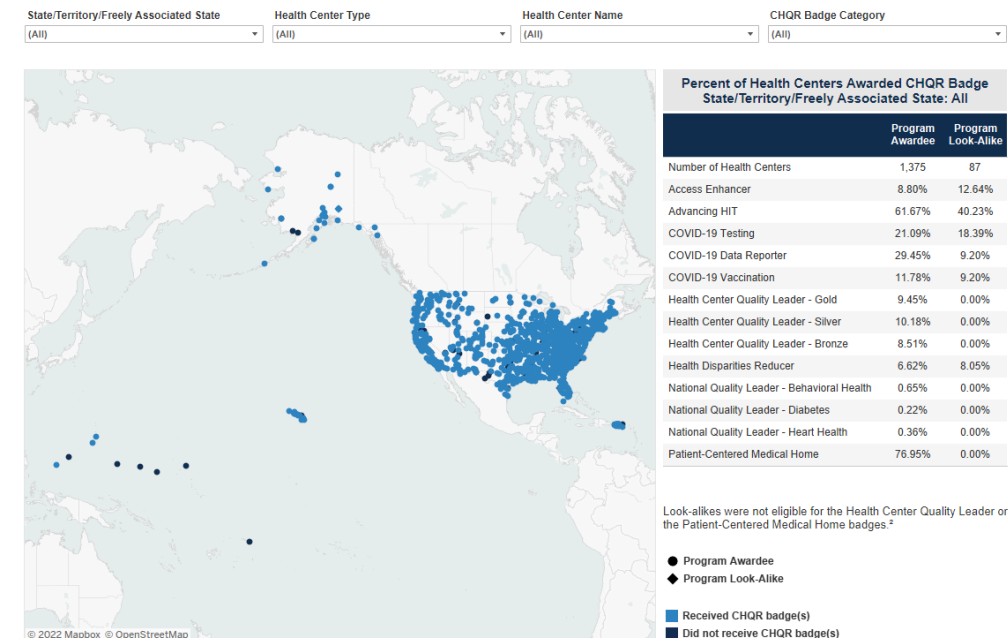 State/Territory/Freely Associated State Health Center Type Health Center Name CHQR Badge Category
(All) (All) (All) (All)
Percent of Health Centers Awarded CHQR Badge
State/Territory/Freely Associated State: All
Program Program
Awardee Look-Alike
Number of Health Centers 1,375 87
Access Enhancer 8.80% 12.64%
Advancing HIT 61.67% 40.23%
COVID-19 Testing 21.09% 18.39%
COVID-19 Data Reporter 29.45% 9.20%
COVID-19 Vaccination 11.78% 9.20%
Health Center Quality Leader - Gold 9.45% 0.00%
Health Center Quality Leader - Silver 10.18% 0.00%
Health Center Quality Leader - Bronze 8.51% 0.00%
Health Disparities Reducer 6.62% 8.05%
National Quality Leader - Behavioral Health 0.65% 0.00%
National Quality Leader - Diabetes 0.22% 0.00%
National Quality Leader - Heart Health 0.36% 0.00%
Patient-Centered Medical Home 76.95% 0.00%
Look-alikes were not eligible for the Health Center Quality Leader or
the Patient-Centered Medical Home badges.²
Program Awardee
Program Look-Alike
Received CHQR badge(s)
Did not receive CHQR badge(s)
© 2022 Mapbox © OpenStreetMap